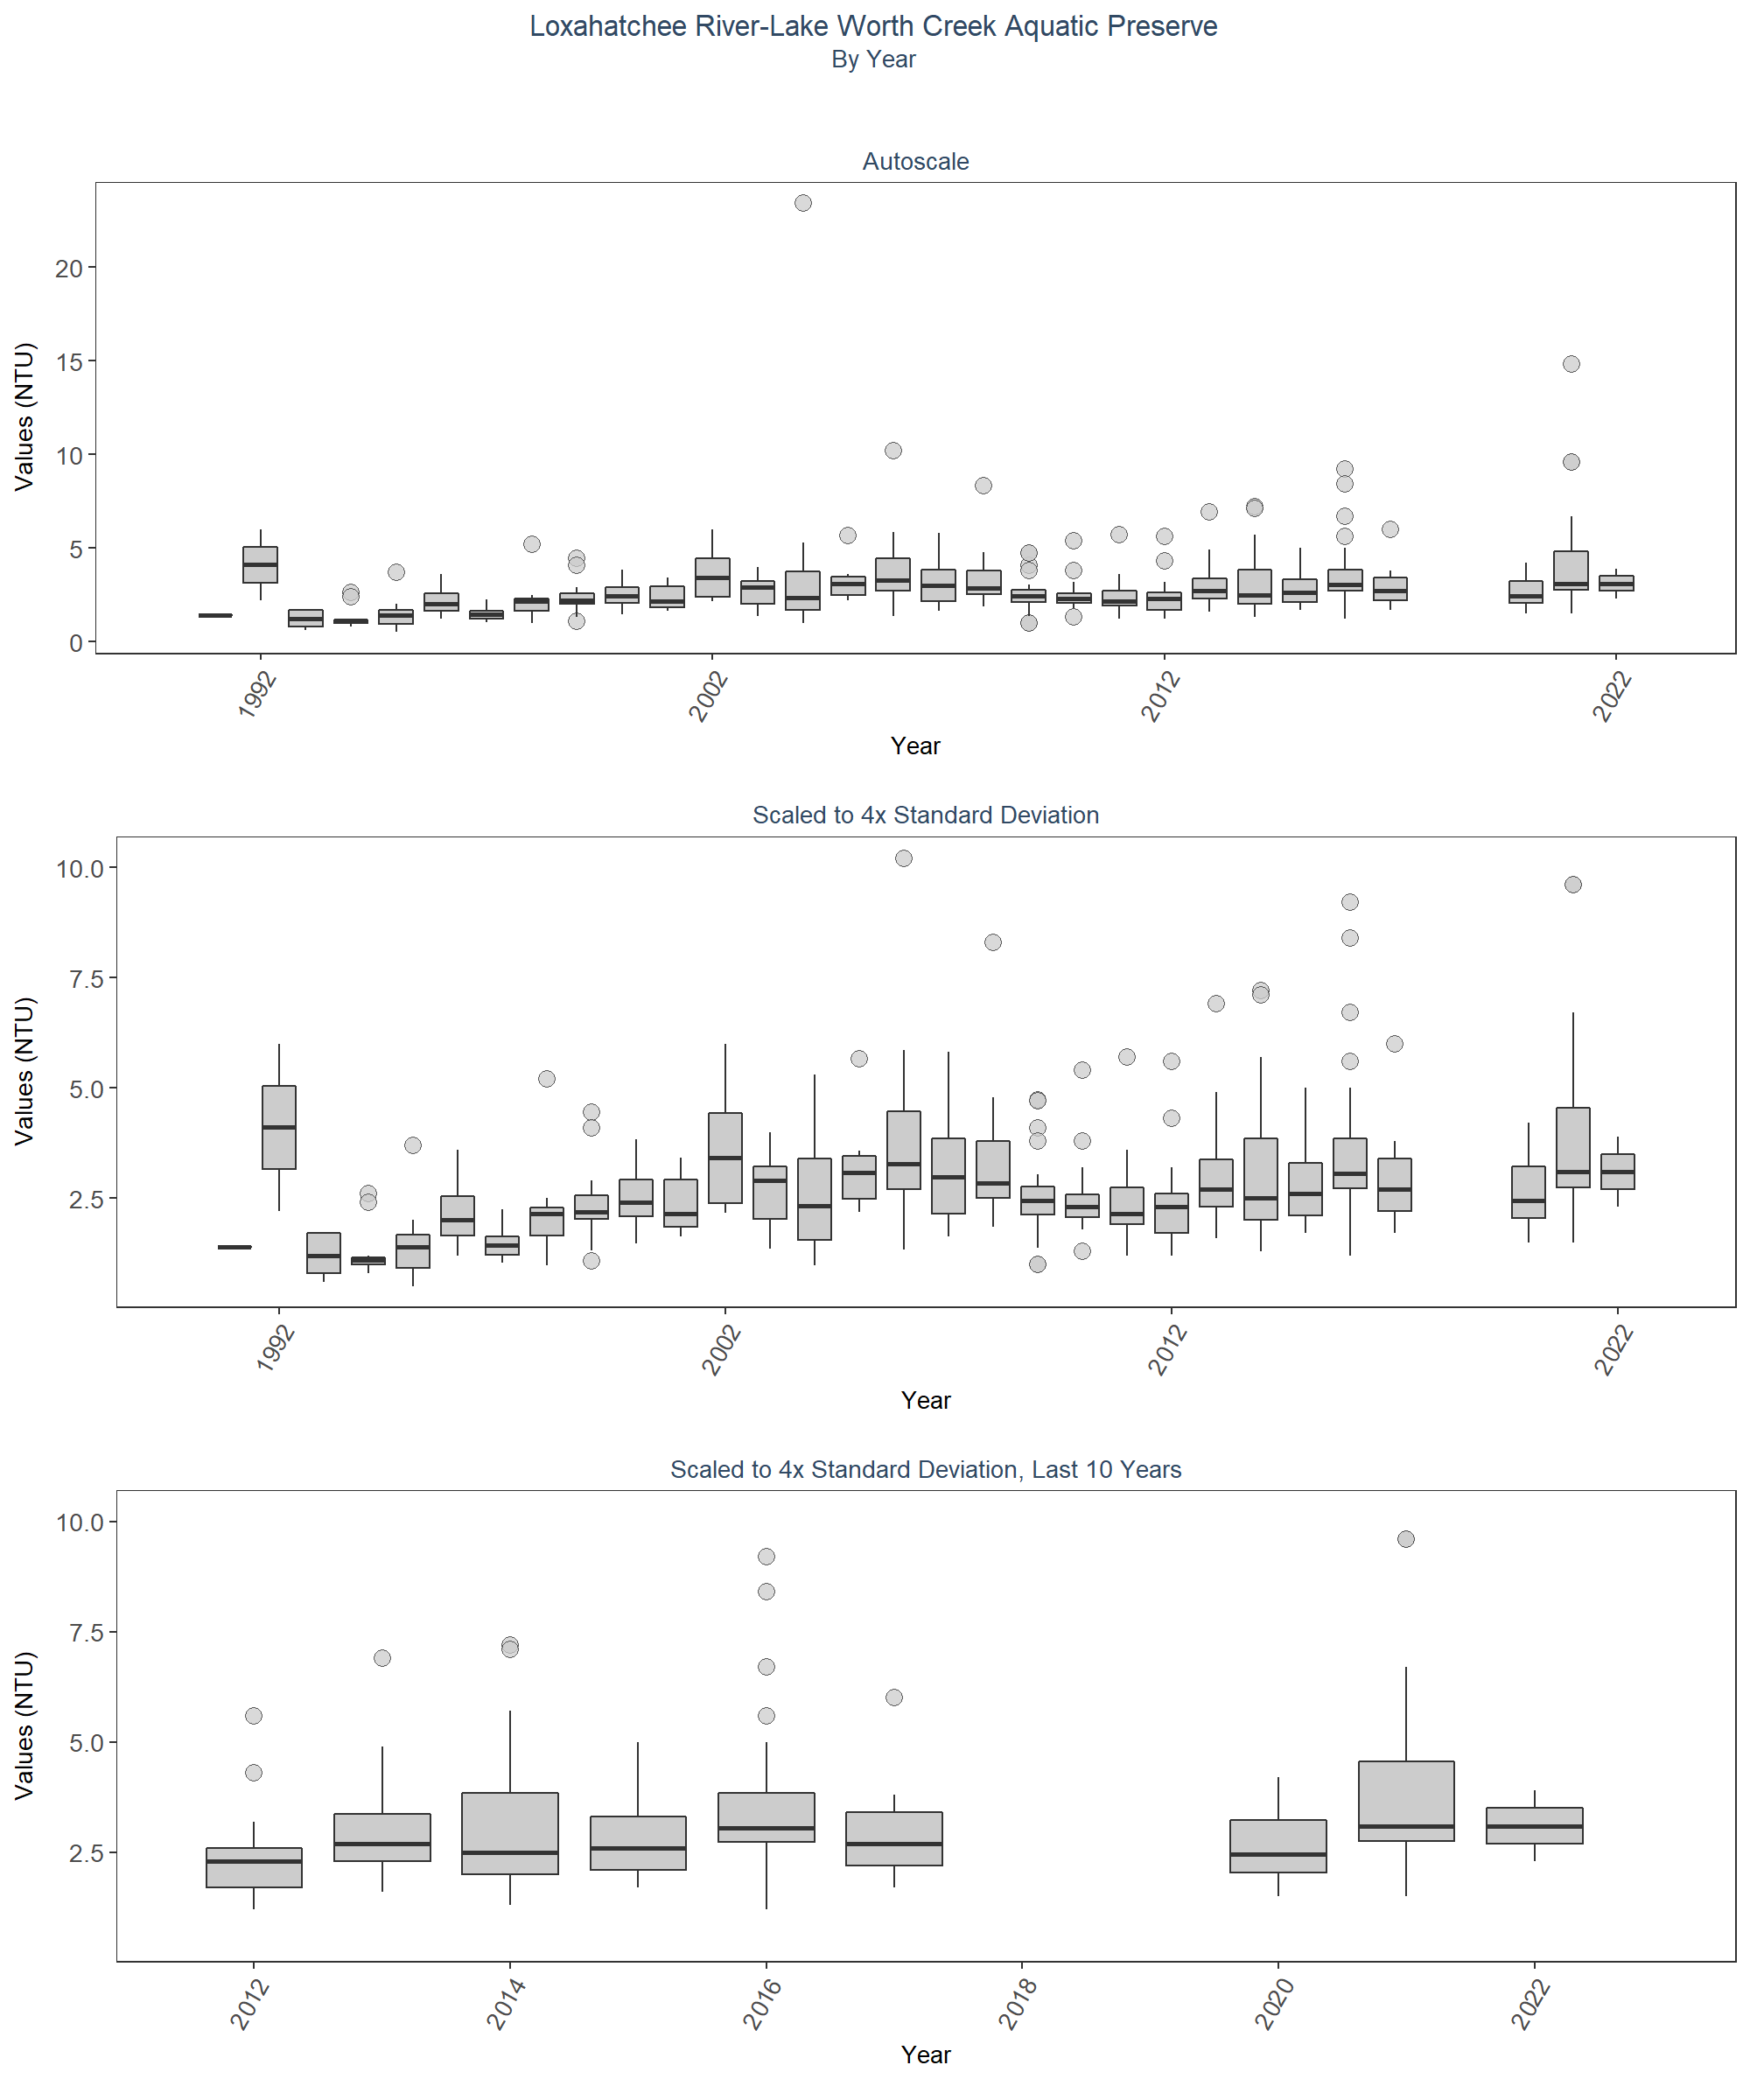 Loxahatchee River-Lake Worth Creek Aquatic Preserve
By Year
Autoscale
Values (NTU)
20
15
10
5
0
1992
2002
2012
2022
Year
Scaled to 4x Standard Deviation
Values (NTU)
10.0
7.5
5.0
2.5
1992
2002
2012
2022
Year
Scaled to 4x Standard Deviation, Last 10 Years
Values (NTU)
10.0
7.5
5.0
2.5
2012
2014
2016
2018
2020
2022
Year